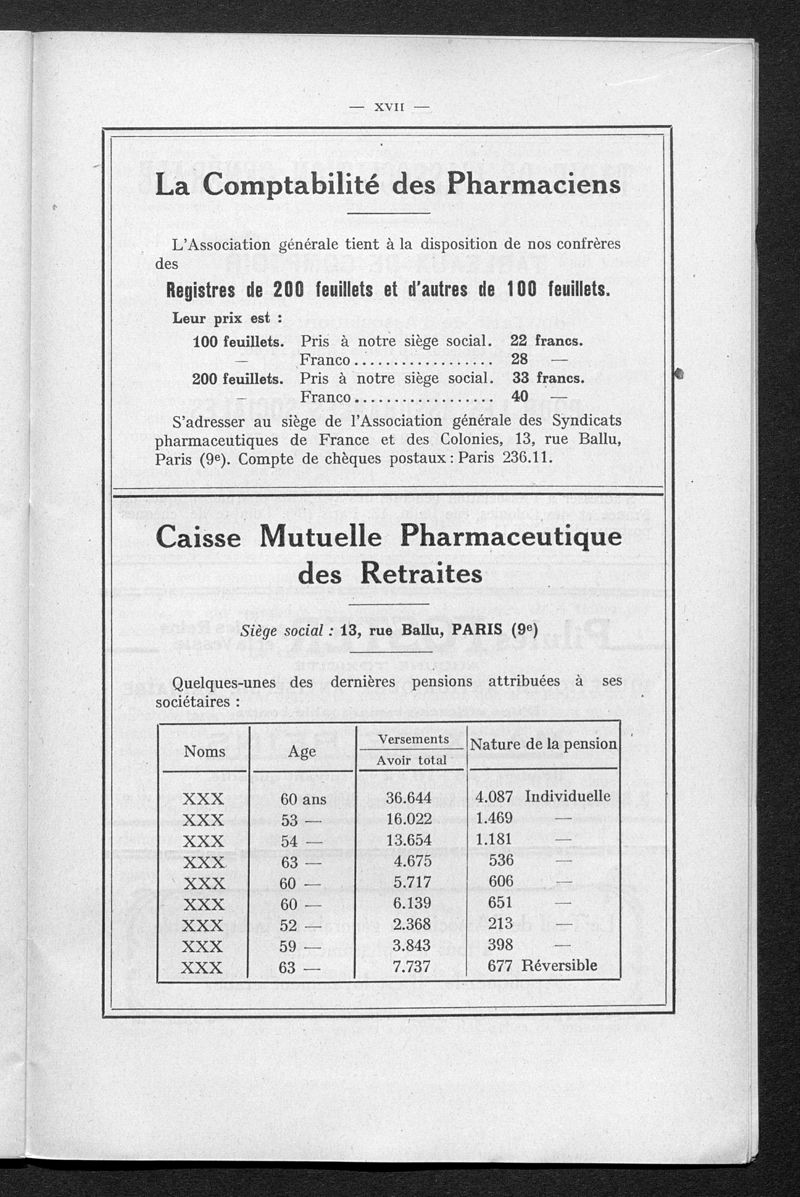 — XVII —
La Comptabilité des Pharmaciens
L'Association générale tient à la disposition de nos confrères
des
Registres de 200 feuillets et d'autres de 100 feuillets.
Leur prix est :
100 feuillets. Pris à notre siège social. 22 francs.
— Franco.................. 28 —
200 feuillets. Pris à notre siège social. 33 francs.
— Franco.................. 40 —
S'adresser au siège de l'Association générale des Syndicats
pharmaceutiques de France et des Colonies, 13, rue Ballu,
Paris (9e). Compte de chèques postaux : Paris 236.11.
Caisse Mutuelle Pharmaceutique
des Retraites
Siège social : 13, rue Ballu, PARIS (9e)
Quelques-unes des dernières pensions attribuées à ses
sociétaires :
Noms Age Versements Avoir total Nature de la pension
XXX 60 ans 36.644 4.087 Individuelle
XXX 53 — 16.022 1.469 —
XXX 54 — 13.654 1.181 —
XXX 63 — 4.675 536 —
XXX 60 — 5.717 606 —
XXX 60 — 6.139 651 —
XXX 52 — 2.368 213 —
XXX 59 — 3.843 398 —
XXX 63 — 7.737 677 Réversible